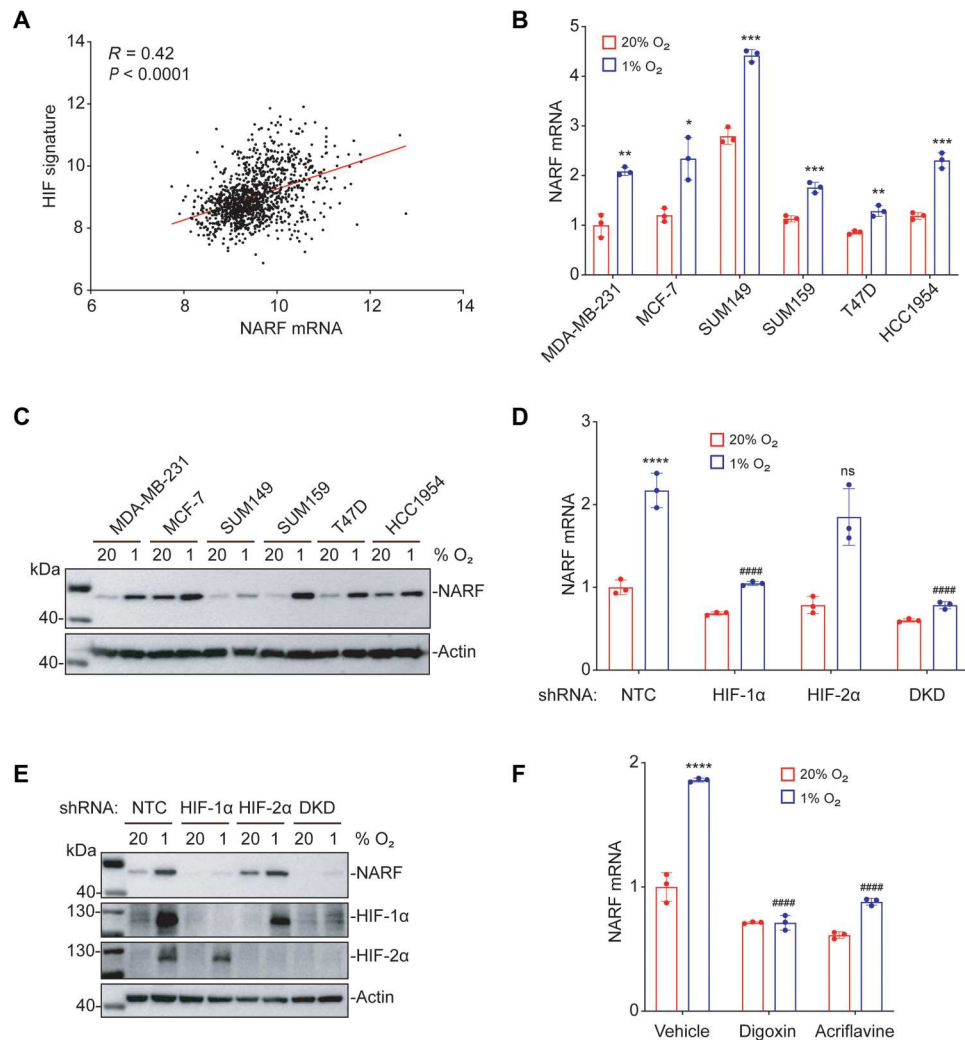 A
R = 0.42
P < 0.0001
HIF signature
14
12
10
8
6
6
8
10
12
14
NARF mRNA
B
20% O₂
1% O₂
NARF mRNA
5
4
3
2
1
0
**
*
***
***
**
***
MDA-MB-231
MCF-7
SUM149
SUM159
T47D
HCC1954
C
MDA-MB-231
MCF-7
SUM149
SUM159
T47D
HCC1954
20 1 20 1 20 1 20 1 20 1 20 1 % O₂
kDa
-NARF
40-
-Actin
40-
D
20% O₂
1% O₂
NARF mRNA
3
2
1
0
****
####
ns
####
shRNA: NTC HIF-1α HIF-2α DKD
E
shRNA: NTC HIF-1α HIF-2α DKD
20 1 20 1 20 1 20 1 % O₂
kDa
-NARF
40-
130-
-HIF-1α
130-
-HIF-2α
-Actin
40-
F
20% O₂
1% O₂
NARF mRNA
2
1
0
****
####
####
Vehicle Digoxin Acriflavine